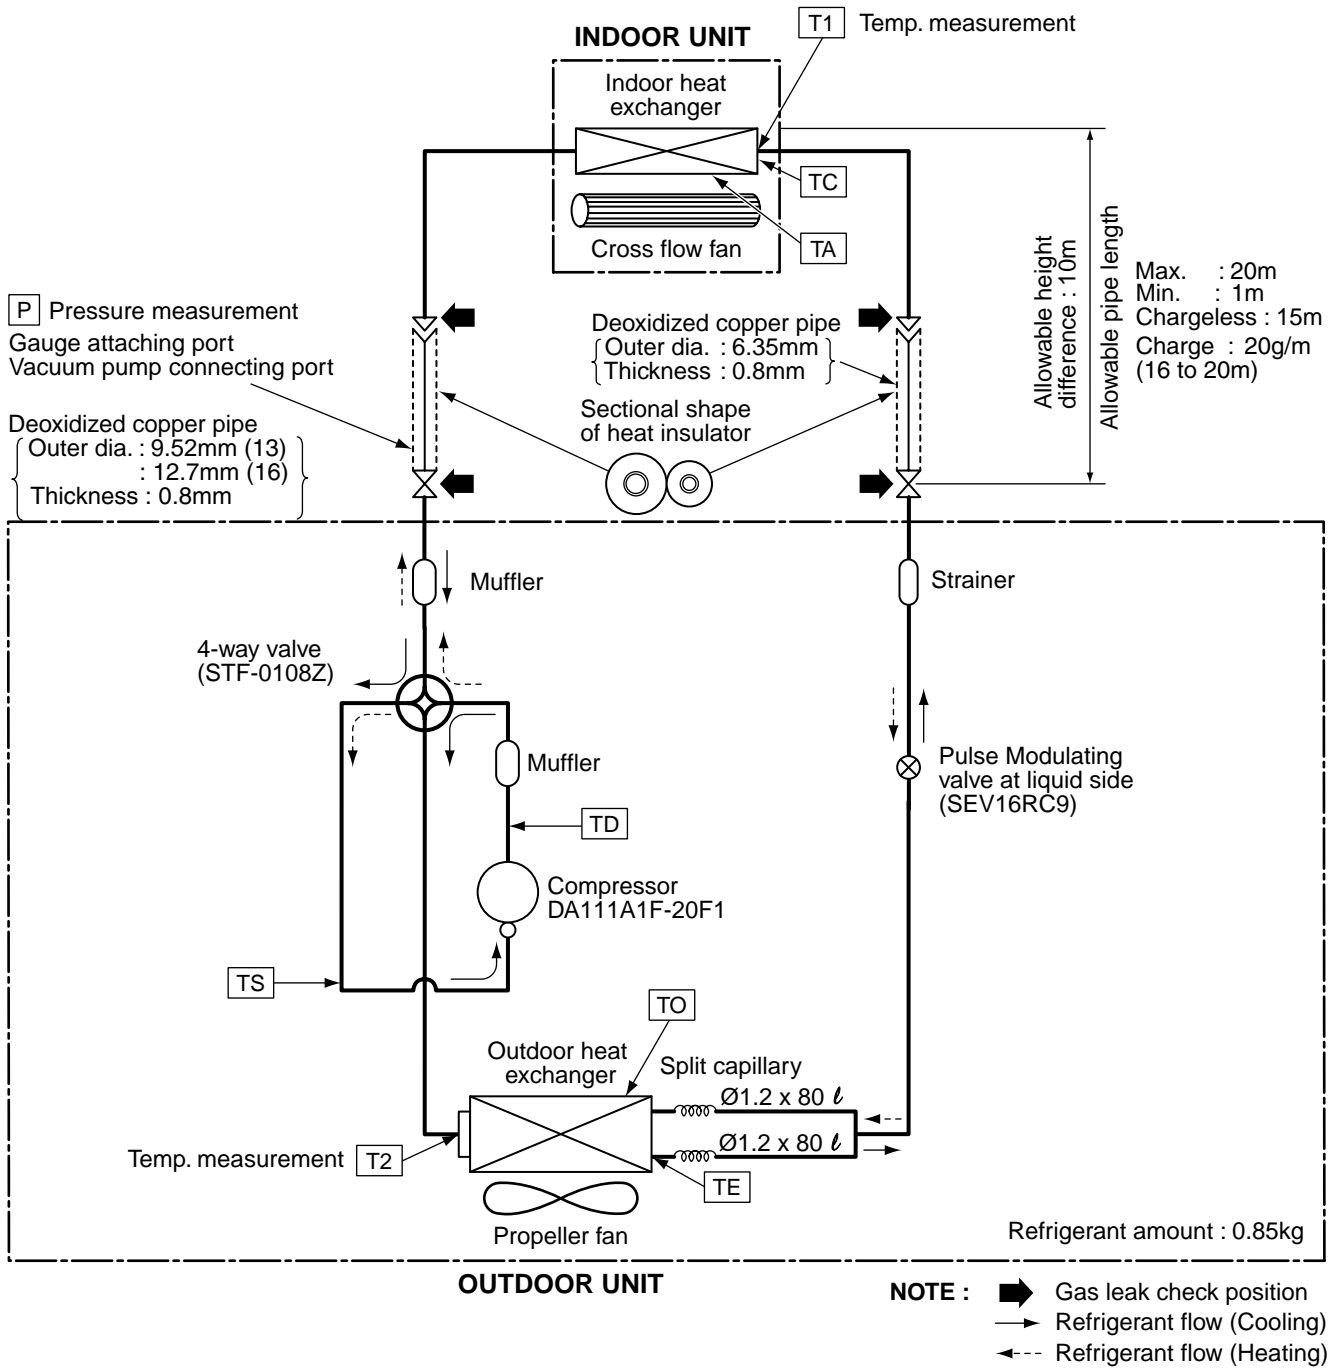 T1 Temp. measurement
INDOOR UNIT
Indoor heat
exchanger
TC
TA
Cross flow fan
Allowable height
difference : 10m
Allowable pipe length
Max. : 20m
Min. : 1m
Chargeless : 15m
Charge : 20g/m
(16 to 20m)
P Pressure measurement
Gauge attaching port
Vacuum pump connecting port
Deoxidized copper pipe
Outer dia. : 9.52mm (13)
: 12.7mm (16)
Thickness : 0.8mm
Deoxidized copper pipe
Outer dia. : 6.35mm
Thickness : 0.8mm
Sectional shape
of heat insulator
Muffler
Strainer
4-way valve
(STF-0108Z)
Muffler
Pulse Modulating
valve at liquid side
(SEV16RC9)
TD
Compressor
DA111A1F-20F1
TS
TO
Outdoor heat
exchanger
Split capillary
Ø1.2 x 80 ℓ
Ø1.2 x 80 ℓ
Temp. measurement T2
TE
Propeller fan
Refrigerant amount : 0.85kg
OUTDOOR UNIT
NOTE : Gas leak check position
Refrigerant flow (Cooling)
Refrigerant flow (Heating)